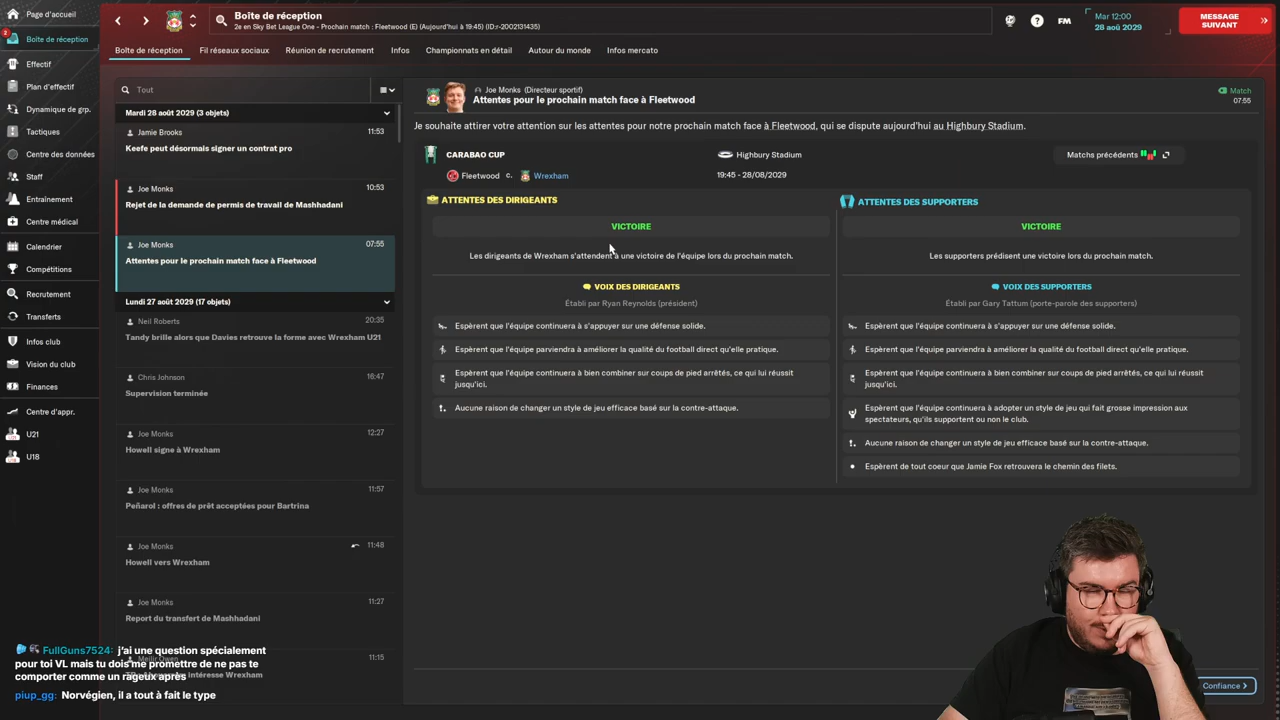 Page d'accueil
2
Boîte de réception
Effectif
Plan d'effectif
Dynamique de grp.
Tactiques
Centre des données
Staff
Entraînement
Centre médical
Calendrier
Compétitions
Recrutement
Transferts
Infos club
Vision du club
Finances
Centre d'appr.
U21
U18
Boîte de réception
2e en Sky Bet League One - Prochain match : Fleetwood (E) (Aujourd'hui à 19:45) (ID:r-2002131435)
FM
Mar 12:00
28 aoû 2029
MESSAGE
SUIVANT
Boîte de réception
Fil réseaux sociaux
Réunion de recrutement
Infos
Championnats en détail
Autour du monde
Infos mercato
Tout
Mardi 28 août 2029 (3 objets)
Jamie Brooks
11:53
Keefe peut désormais signer un contrat pro
Joe Monks
10:53
Rejet de la demande de permis de travail de Mashhadani
Joe Monks
07:55
Attentes pour le prochain match face à Fleetwood
Lundi 27 août 2029 (17 objets)
Neil Roberts
20:35
Tandy brille alors que Davies retrouve la forme avec Wrexham U21
Chris Johnson
16:47
Supervision terminée
Joe Monks
12:27
Howell signe à Wrexham
Joe Monks
11:57
Peñarol : offres de prêt acceptées pour Bartrina
Joe Monks
11:48
Howell vers Wrexham
Joe Monks
11:27
Report du transfert de Mashhadani
Meilir Owen
11:15
intéresse Wrexham
Joe Monks (Directeur sportif)
Attentes pour le prochain match face à Fleetwood
Match
07:55
Je souhaite attirer votre attention sur les attentes pour notre prochain match face à Fleetwood, qui se dispute aujourd'hui au Highbury Stadium.
CARABAO CUP
Highbury Stadium
Matchs précédents
Fleetwood c. Wrexham
19:45 - 28/08/2029
ATTENTES DES DIRIGEANTS
VICTOIRE
Les dirigeants de Wrexham s'attendent à une victoire de l'équipe lors du prochain match.
VOIX DES DIRIGEANTS
Établi par Ryan Reynolds (président)
Espèrent que l'équipe continuera à s'appuyer sur une défense solide.
Espèrent que l'équipe parviendra à améliorer la qualité du football direct qu'elle pratique.
Espèrent que l'équipe continuera à bien combiner sur coups de pied arrêtés, ce qui lui réussit
jusqu'ici.
Aucune raison de changer un style de jeu efficace basé sur la contre-attaque.
ATTENTES DES SUPPORTERS
VICTOIRE
Les supporters prédisent une victoire lors du prochain match.
VOIX DES SUPPORTERS
Établi par Gary Tattum (porte-parole des supporters)
Espèrent que l'équipe continuera à s'appuyer sur une défense solide.
Espèrent que l'équipe parviendra à améliorer la qualité du football direct qu'elle pratique.
Espèrent que l'équipe continuera à bien combiner sur coups de pied arrêtés, ce qui lui réussit
jusqu'ici.
Espèrent que l'équipe continuera à adopter un style de jeu qui fait grosse impression aux
spectateurs, qu'ils supportent ou non le club.
Aucune raison de changer un style de jeu efficace basé sur la contre-attaque.
Espèrent de tout coeur que Jamie Fox retrouvera le chemin des filets.
Confiance
FullGuns7524: j'ai une question spécialement
pour toi VL mais tu dois me promettre de ne pas te
comporter comme un rageux après
piup_gg: Norvégien, il a tout à fait le type